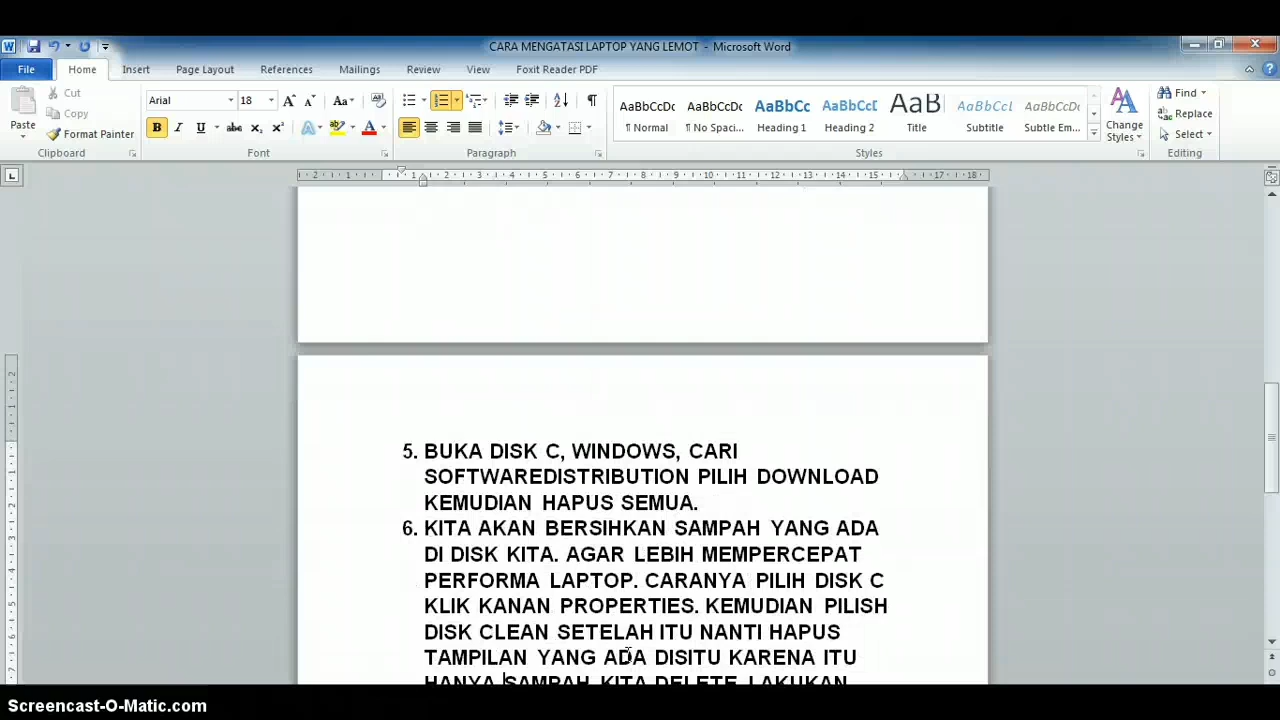 CARA MENGATASI LAPTOP YANG LEMOT - Microsoft Word
File Home Insert Page Layout References Mailings Review View Foxit Reader PDF
Paste
Cut
Copy
Format Painter
Clipboard
Arial 18
Font
Paragraph
AaBbCcDc AaBbCcDc AaBbCc AaBbCcD AaB AaBbCcL AaBbCcDc
¶ Normal ¶ No Spaci... Heading 1 Heading 2 Title Subtitle Subtle Em...
Change Styles
Styles
Find
Replace
Select
Editing
5. BUKA DISK C, WINDOWS, CARI
SOFTWAREDISTRIBUTION PILIH DOWNLOAD
KEMUDIAN HAPUS SEMUA.
6. KITA AKAN BERSIHKAN SAMPAH YANG ADA
DI DISK KITA. AGAR LEBIH MEMPERCEPAT
PERFORMA LAPTOP. CARANYA PILIH DISK C
KLIK KANAN PROPERTIES. KEMUDIAN PILISH
DISK CLEAN SETELAH ITU NANTI HAPUS
TAMPILAN YANG ADA DISITU KARENA ITU
HANYA SAMPAH KITA DELETE LAKUKAN
Screencast-O-Matic.com